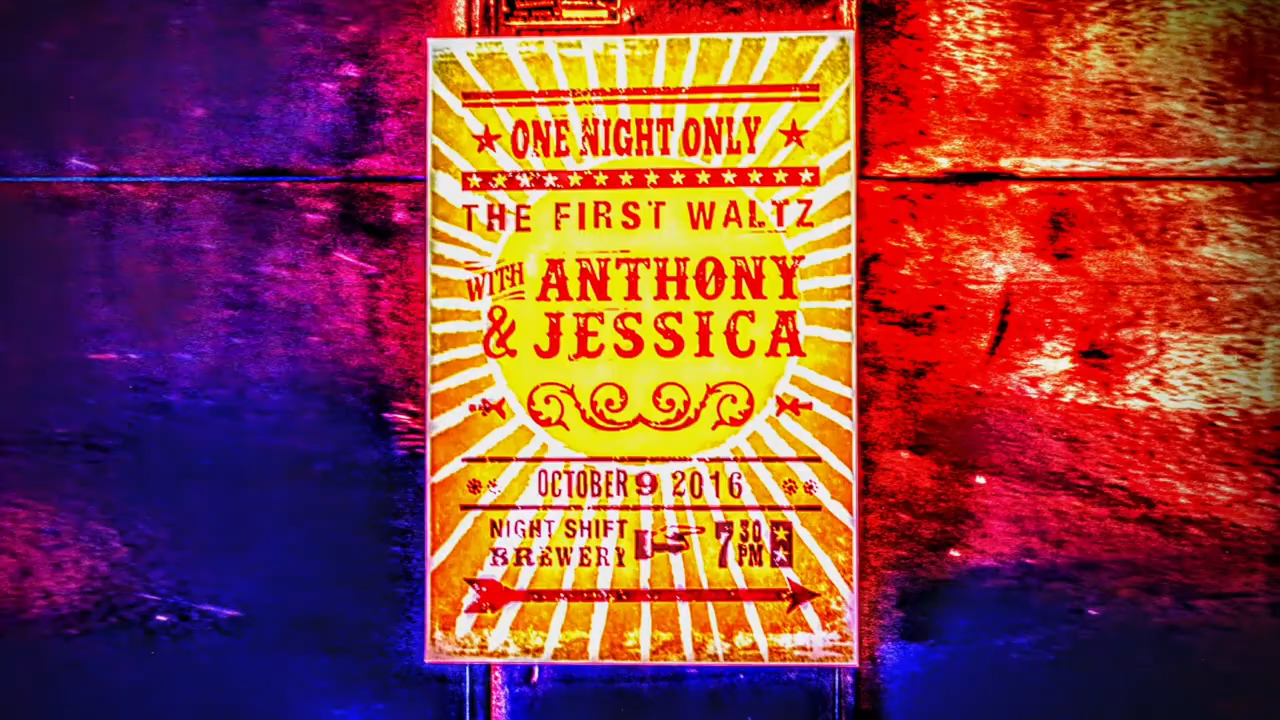 ONE NIGHT ONLY
THE FIRST WALTZ
WITH ANTHONY
& JESSICA
OCTOBER 9 2016
NIGHT SHIFT
BREWERY
7 30 PM